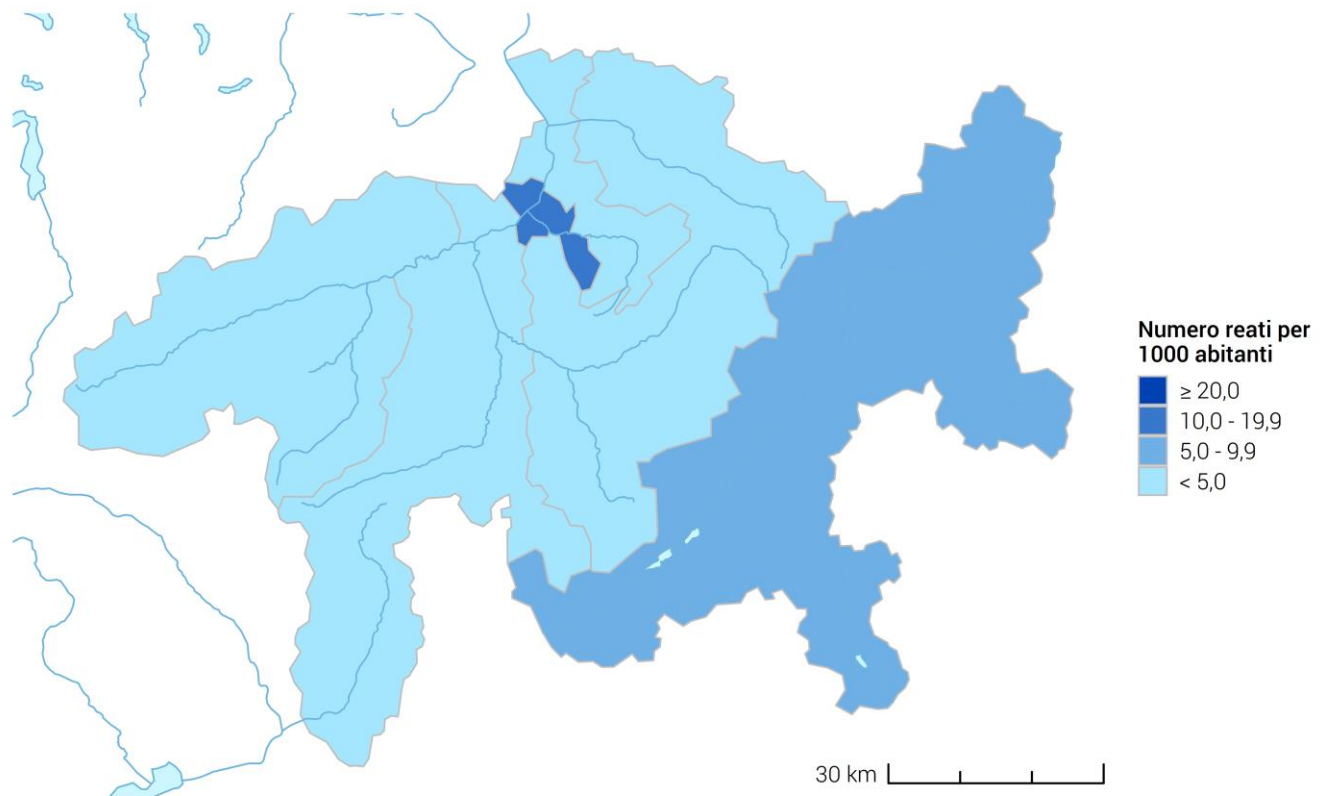 Numero reati per
1000 abitanti
≥ 20,0
10,0 - 19,9
5,0 - 9,9
< 5,0
30 km